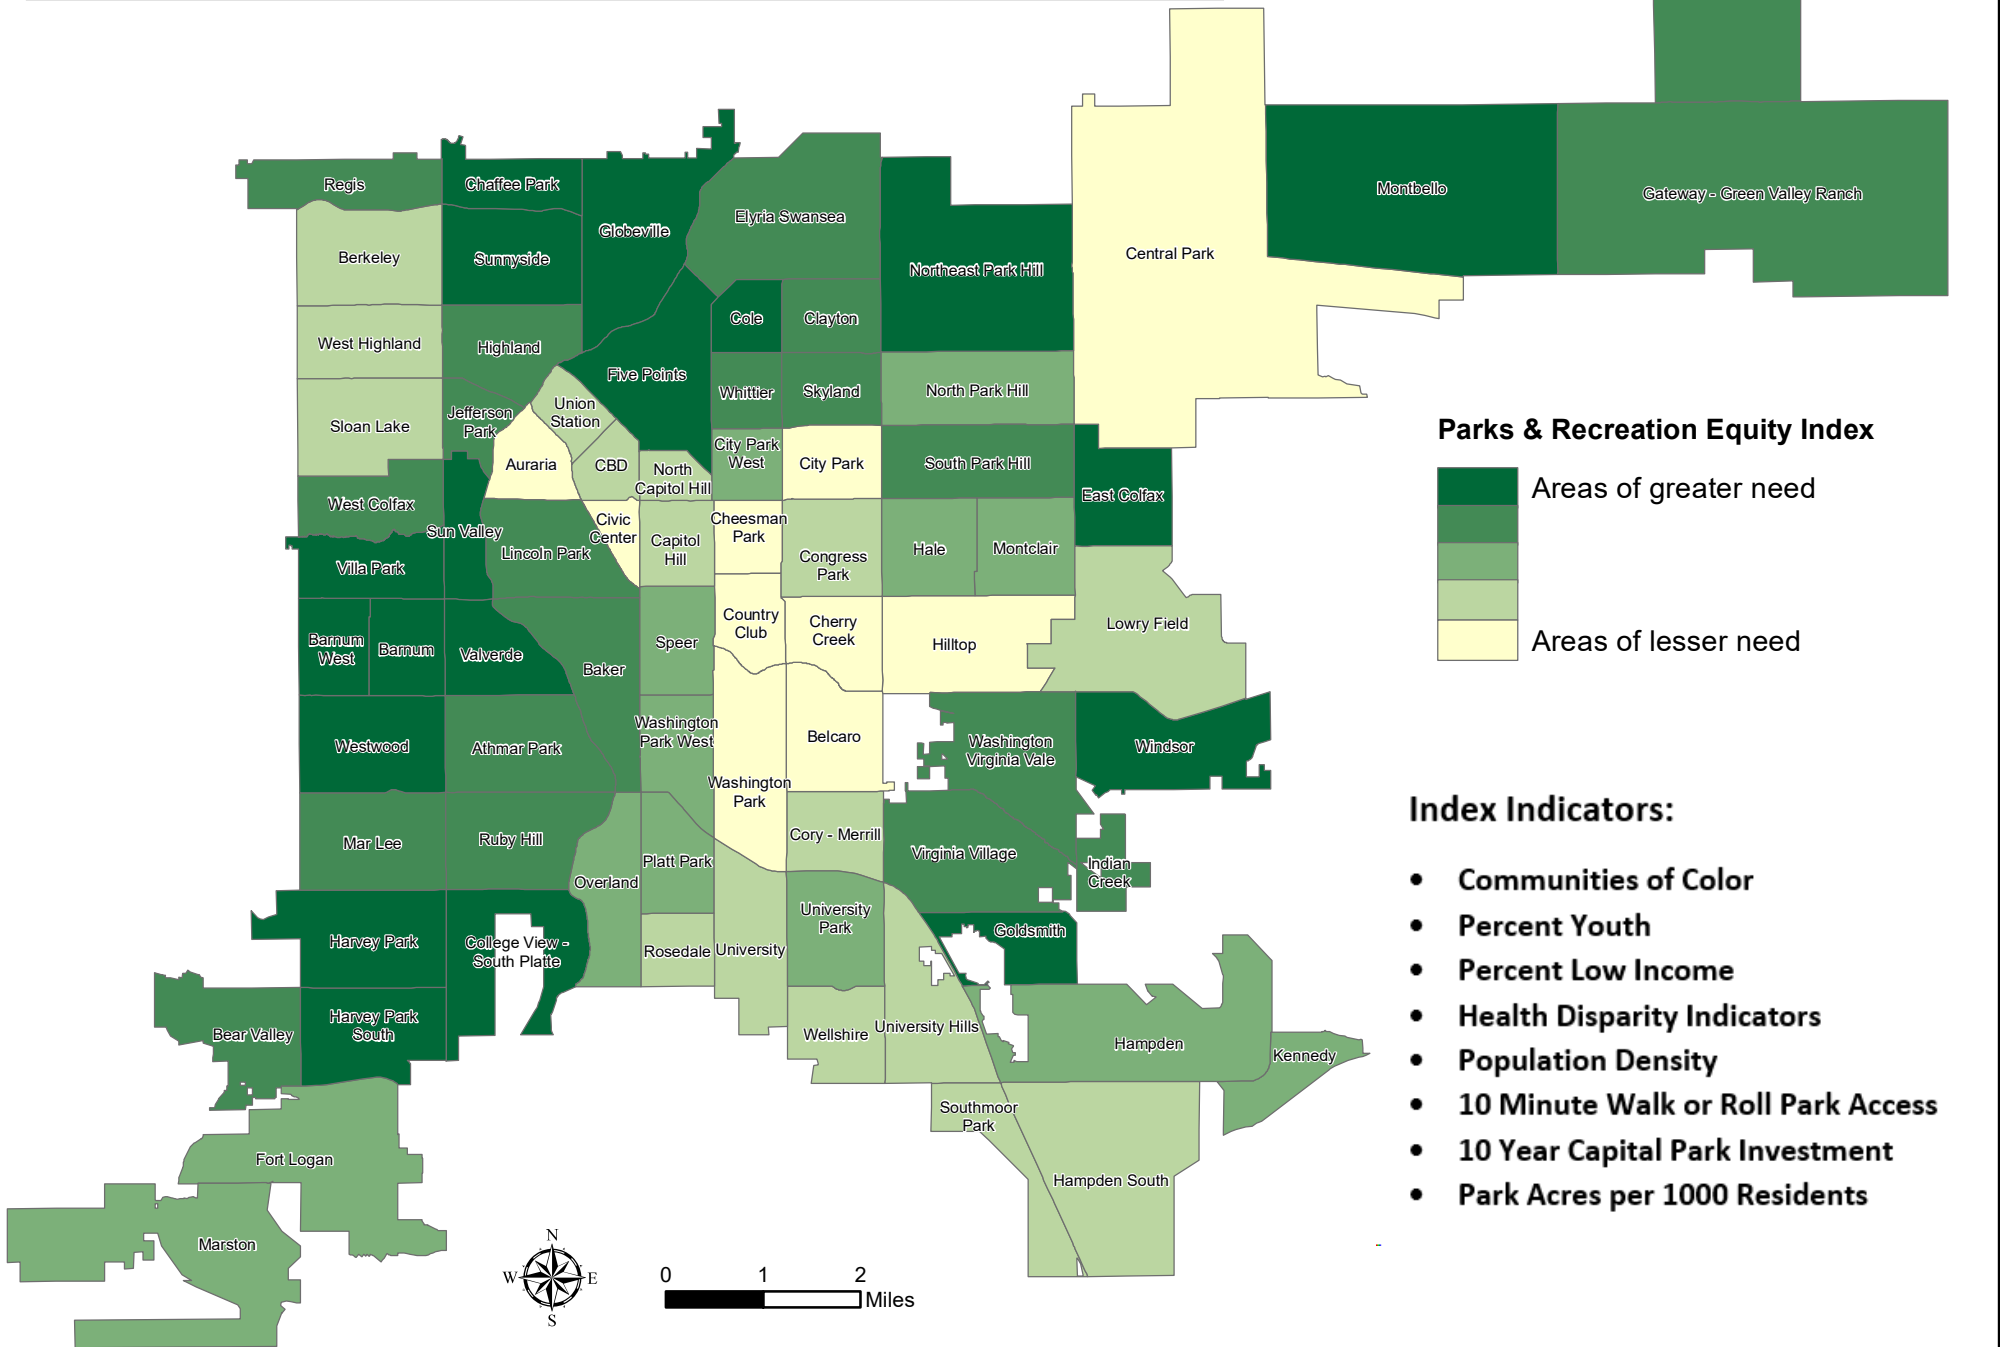 Regis
Chaffee Park
Globeville
Elyria Swansea
Montbello
Gateway - Green Valley Ranch
Berkeley
Sunnyside
Northeast Park Hill
Central Park
West Highland
Highland
Cole
Clayton
Five Points
Whittier
Skyland
North Park Hill
Sloan Lake
Jefferson
Park
Union
Station
Auraria
CBD
North
Capitol Hill
City Park
West
City Park
South Park Hill
East Colfax
West Colfax
Sun Valley
Lincoln Park
Civic
Center
Capitol
Hill
Cheesman
Park
Congress
Park
Hale
Montclair
Villa Park
Barnum
West
Barnum
Valverde
Baker
Speer
Country
Club
Cherry
Creek
Hilltop
Lowry Field
Westwood
Athmar Park
Washington
Park West
Washington
Park
Belcaro
Washington
Virginia Vale
Windsor
Mar Lee
Ruby Hill
Overland
Platt Park
Cory - Merrill
Virginia Village
Indian
Creek
Harvey Park
College View -
South Platte
Rosedale
University
University
Park
Goldsmith
Bear Valley
Harvey Park
South
Wellshire
University Hills
Hampden
Kennedy
Fort Logan
Southmoor
Park
Hampden South
Marston
Parks & Recreation Equity Index
Areas of greater need
Areas of lesser need
Index Indicators:
• Communities of Color
• Percent Youth
• Percent Low Income
• Health Disparity Indicators
• Population Density
• 10 Minute Walk or Roll Park Access
• 10 Year Capital Park Investment
• Park Acres per 1000 Residents
N
W E
S
0 1 2
Miles